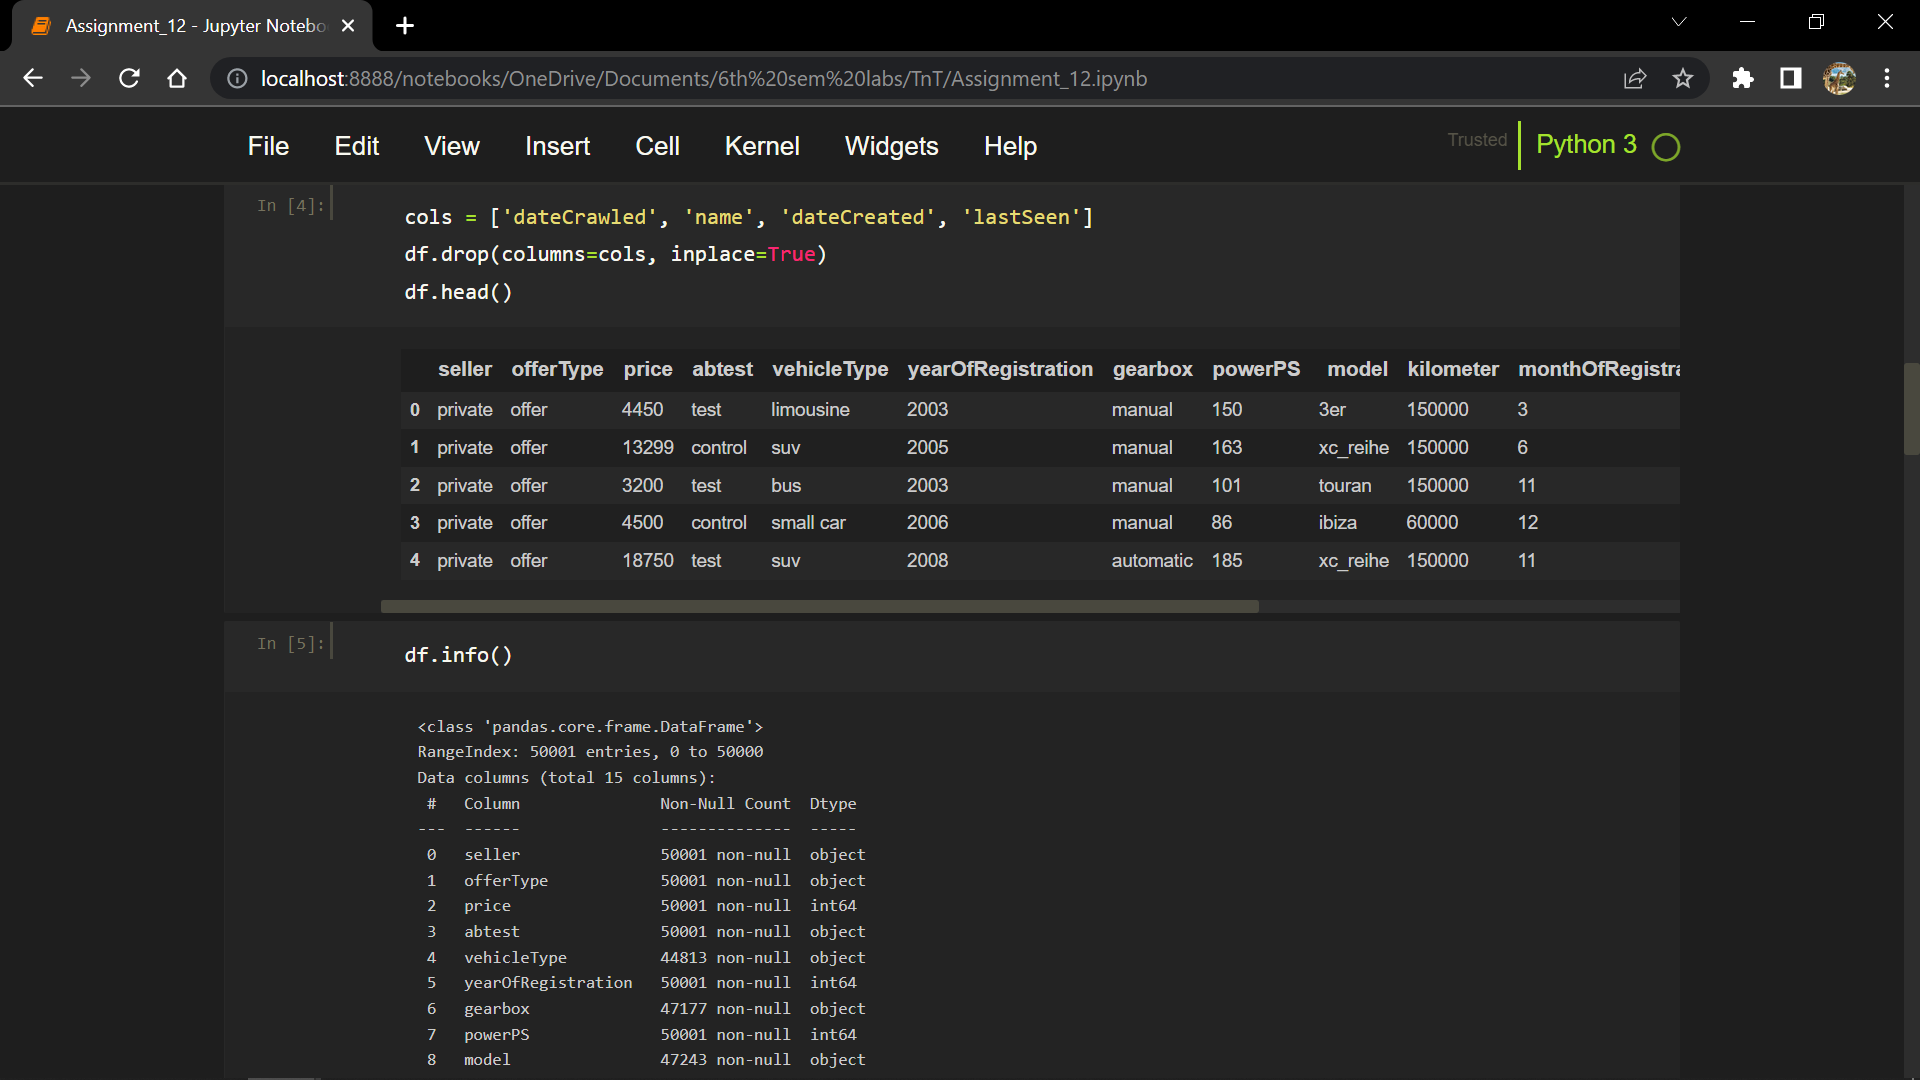 Assignment_12 - Jupyter Notebo
localhost:8888/notebooks/OneDrive/Documents/6th%20sem%20labs/TnT/Assignment_12.ipynb
File Edit View Insert Cell Kernel Widgets Help Trusted Python 3
In [4]:
cols = ['dateCrawled', 'name', 'dateCreated', 'lastSeen']
df.drop(columns=cols, inplace=True)
df.head()
seller offerType price abtest vehicleType yearOfRegistration gearbox powerPS model kilometer monthOfRegistra
0 private offer 4450 test limousine 2003 manual 150 3er 150000 3
1 private offer 13299 control suv 2005 manual 163 xc_reihe 150000 6
2 private offer 3200 test bus 2003 manual 101 touran 150000 11
3 private offer 4500 control small car 2006 manual 86 ibiza 60000 12
4 private offer 18750 test suv 2008 automatic 185 xc_reihe 150000 11
In [5]:
df.info()
<class 'pandas.core.frame.DataFrame'>
RangeIndex: 50001 entries, 0 to 50000
Data columns (total 15 columns):
# Column Non-Null Count Dtype
--- ------ -------------- -----
0 seller 50001 non-null object
1 offerType 50001 non-null object
2 price 50001 non-null int64
3 abtest 50001 non-null object
4 vehicleType 44813 non-null object
5 yearOfRegistration 50001 non-null int64
6 gearbox 47177 non-null object
7 powerPS 50001 non-null int64
8 model 47243 non-null object